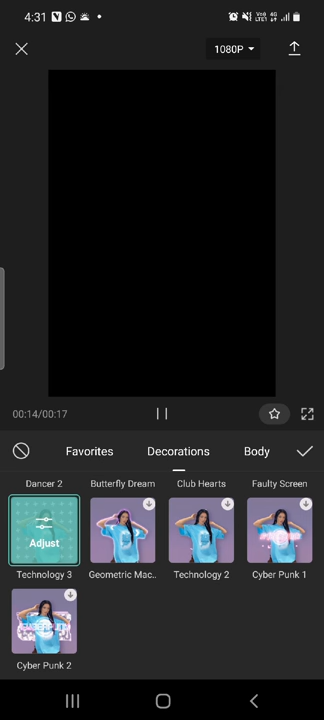 4:31
1080P
00:14/00:17
Favorites Decorations Body
Dancer 2 Butterfly Dream Club Hearts Faulty Screen
Adjust
Technology 3 Geometric Mac.. Technology 2 Cyber Punk 1
Cyber Punk 2